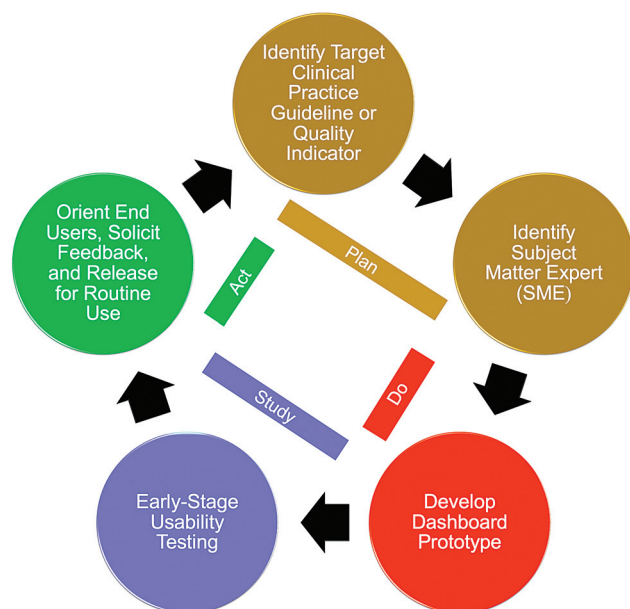 Identify Target
Clinical
Practice
Guideline or
Quality
Indicator
Identify
Subject
Matter Expert
(SME)
Develop
Dashboard
Prototype
Early-Stage
Usability
Testing
Orient End
Users, Solicit
Feedback,
and Release
for Routine
Use
Plan
Do
Study
Act